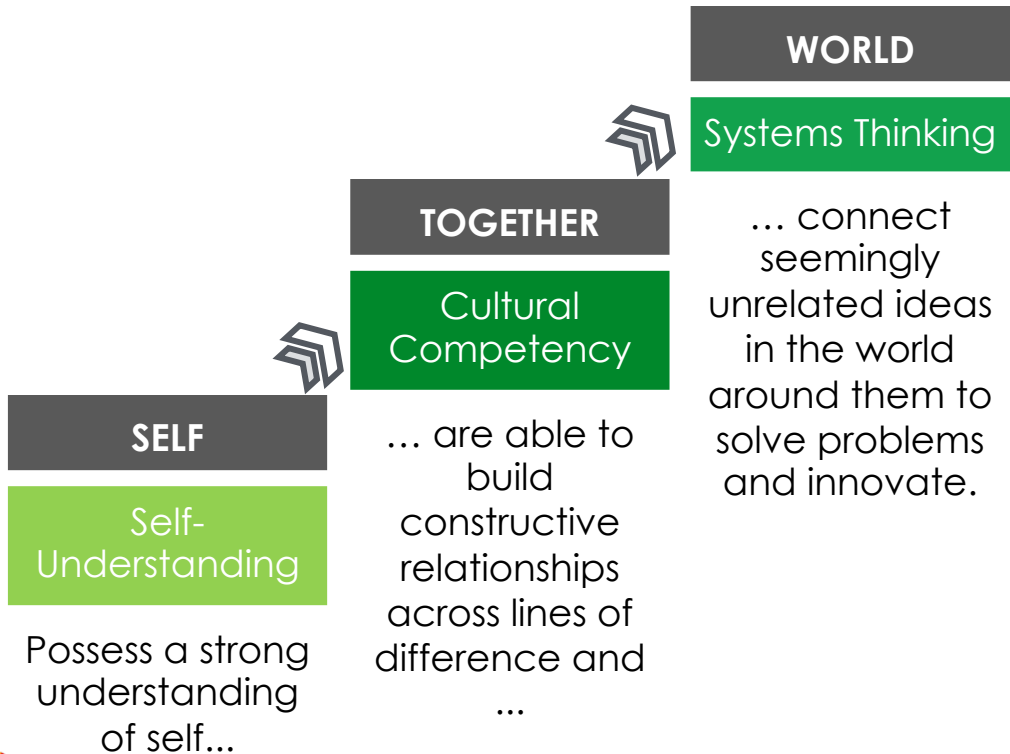 SELF
Self-
Understanding
Possess a strong
understanding
of self...
TOGETHER
Cultural
Competency
... are able to
build
constructive
relationships
across lines of
difference and
...
WORLD
Systems Thinking
... connect
seemingly
unrelated ideas
in the world
around them to
solve problems
and innovate.